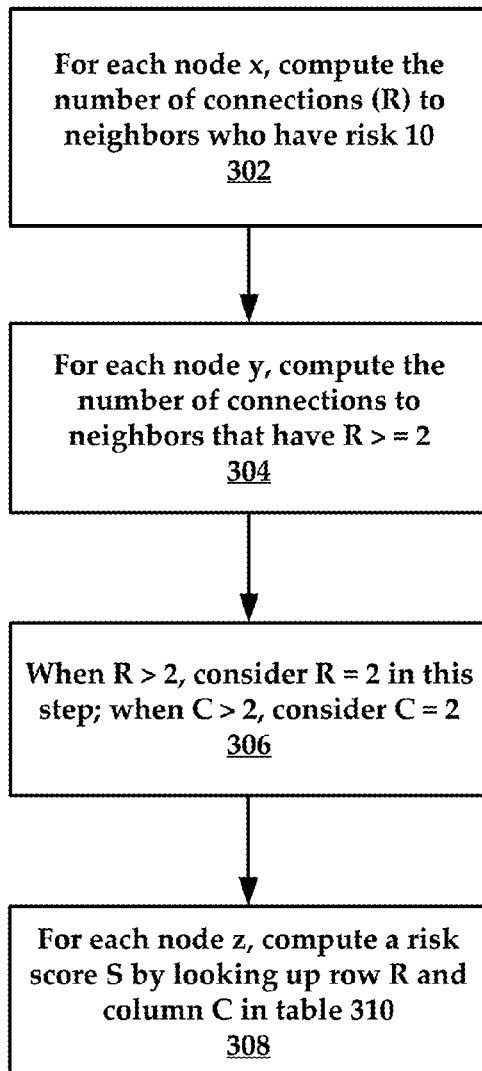 For each node x, compute the
number of connections (R) to
neighbors who have risk 10
302
For each node y, compute the
number of connections to
neighbors that have R > = 2
304
When R > 2, consider R = 2 in this
step; when C > 2, consider C = 2
306
For each node z, compute a risk
score S by looking up row R and
column C in table 310
308